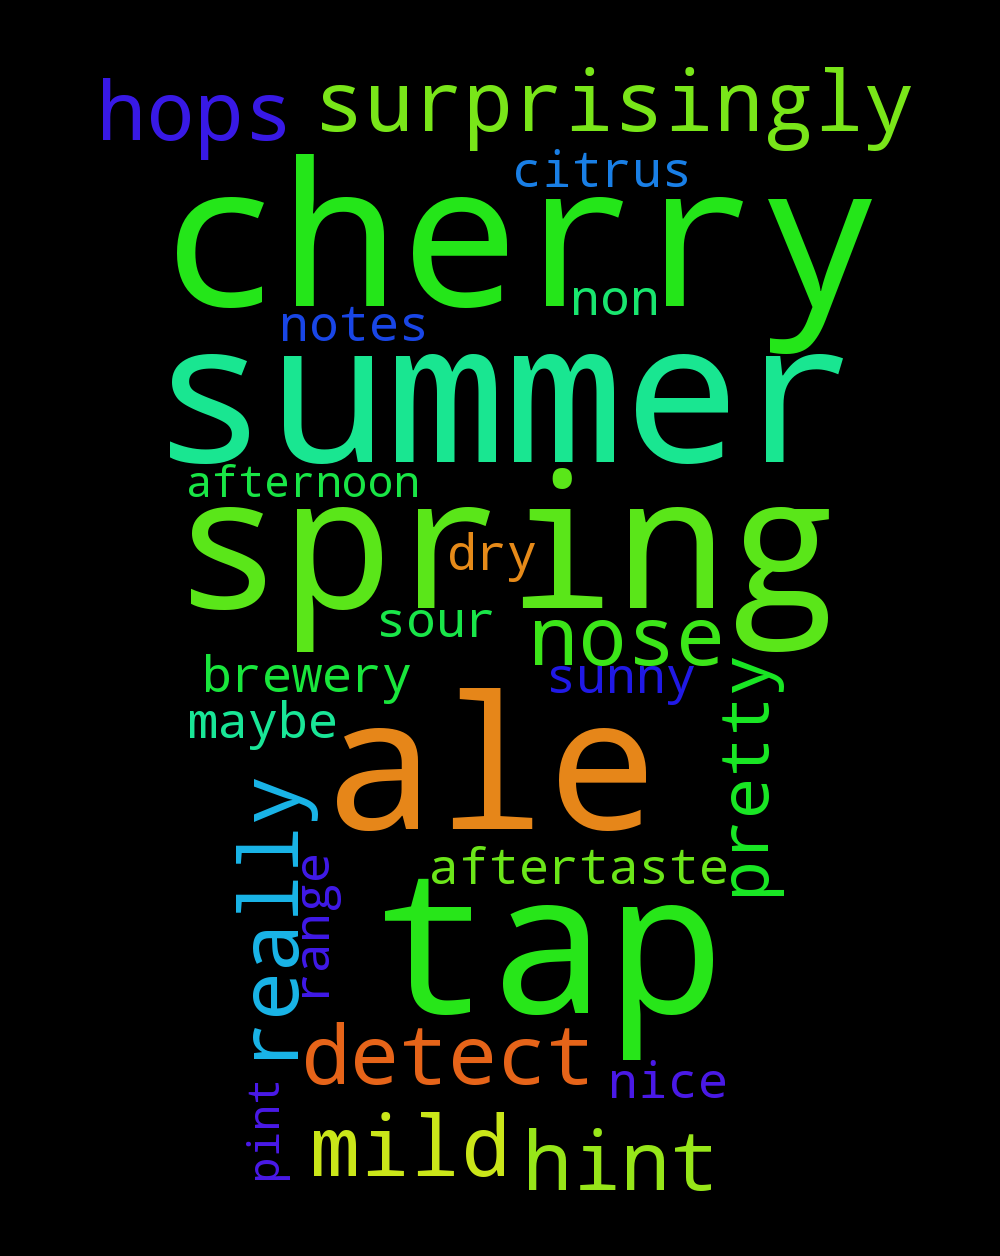 hops surprisingly
citrus
cherry
non
notes
summer
afternoon
spring
dry
sour
nose
brewery
sunny
maybe
pretty
ale
really
aftertaste
range
tap
detect
nice
pint
mild
hint